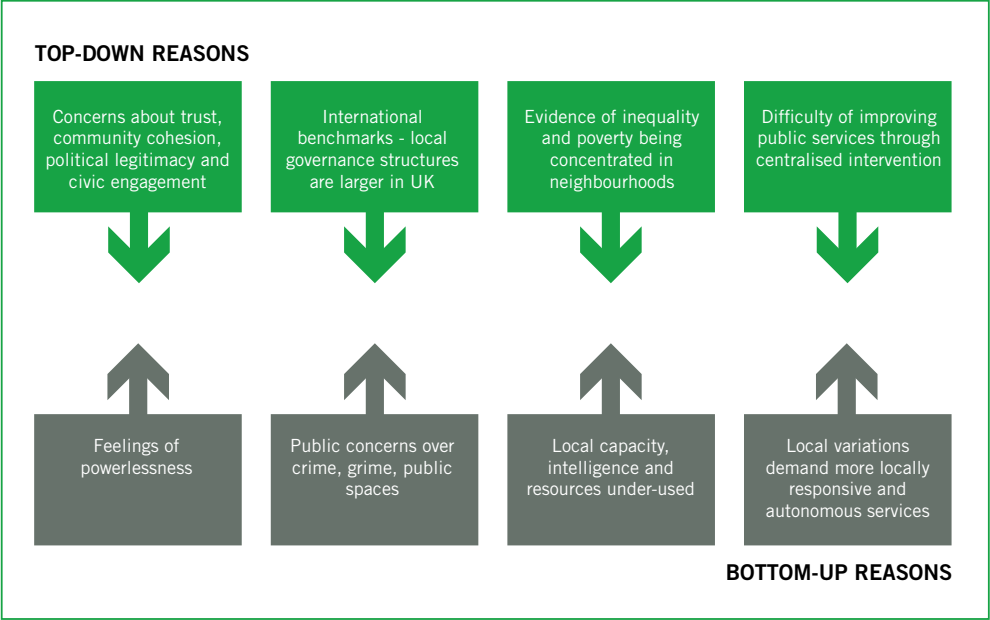 TOP-DOWN REASONS
Concerns about trust,
community cohesion,
political legitimacy and
civic engagement
International
benchmarks - local
governance structures
are larger in UK
Evidence of inequality
and poverty being
concentrated in
neighbourhoods
Difficulty of improving
public services through
centralised intervention
Feelings of
powerlessness
Public concerns over
crime, grime, public
spaces
Local capacity,
intelligence and
resources under-used
Local variations
demand more locally
responsive and
autonomous services
BOTTOM-UP REASONS